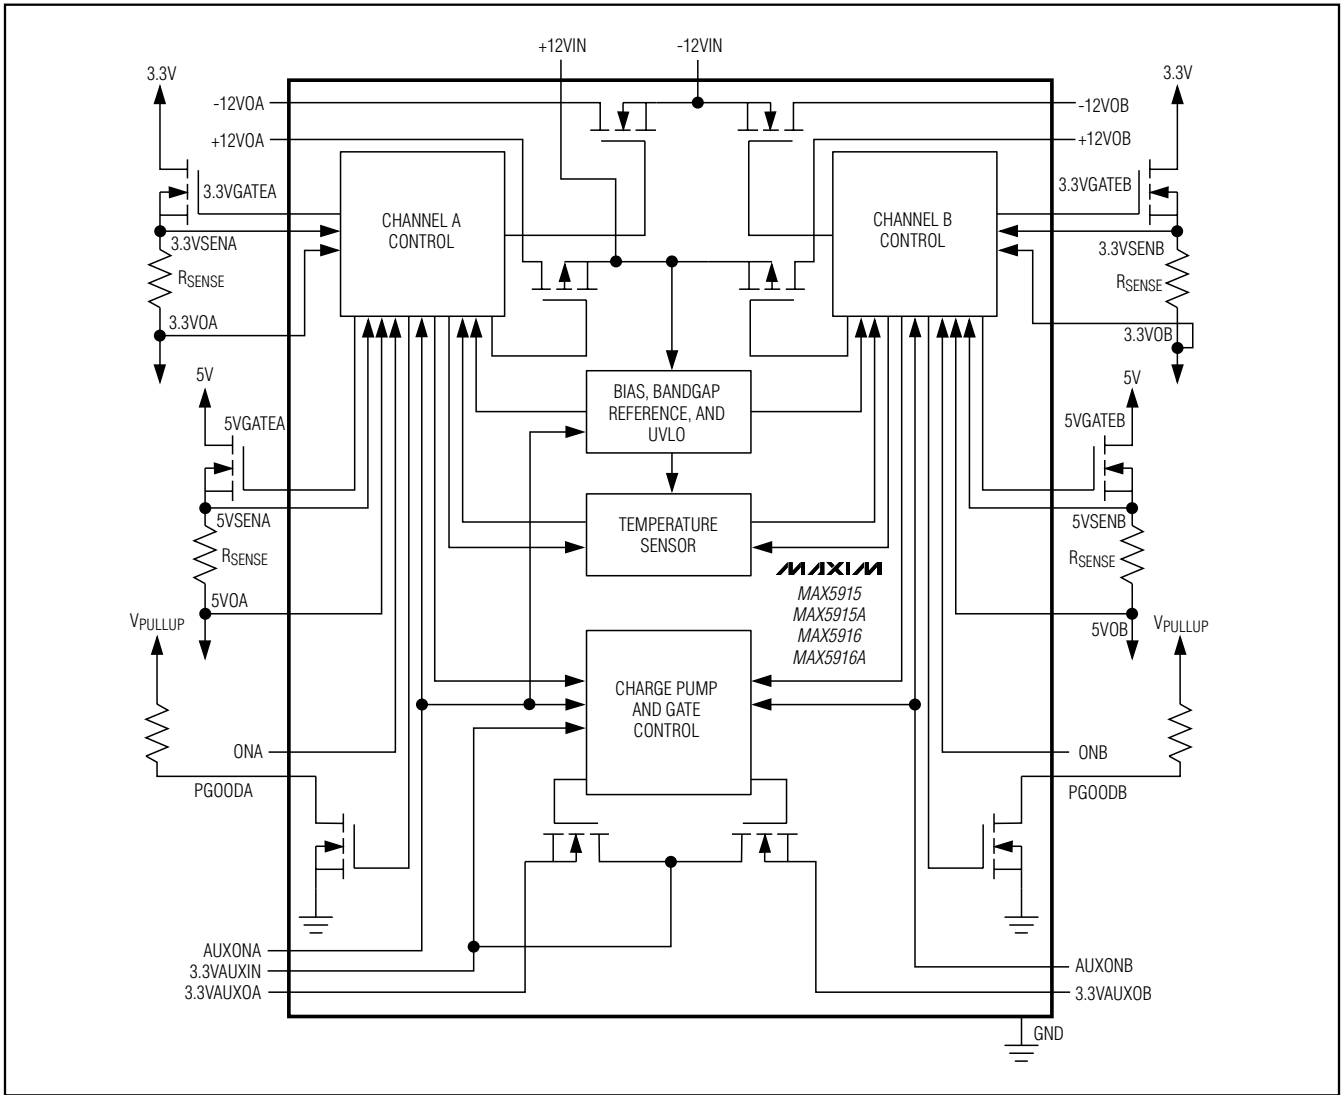 +12VIN
-12VIN
3.3V
3.3V
-12VOA
-12VOB
+12VOA
+12VOB
3.3VGATEA
3.3VGATEB
CHANNEL A
CONTROL
CHANNEL B
CONTROL
3.3VSENA
3.3VSENB
RSENSE
RSENSE
3.3VOA
3.3VOB
5V
5V
BIAS, BANDGAP
REFERENCE, AND
UVLO
5VGATEA
5VGATEB
5VSENA
5VSENB
TEMPERATURE
SENSOR
RSENSE
RSENSE
MAXIM
MAX5915
MAX5915A
MAX5916
MAX5916A
5VOA
5VOB
VPULLUP
VPULLUP
CHARGE PUMP
AND GATE
CONTROL
ONA
ONB
PGOODA
PGOODB
AUXONA
3.3VAUXIN
3.3VAUXOA
AUXONB
3.3VAUXOB
GND